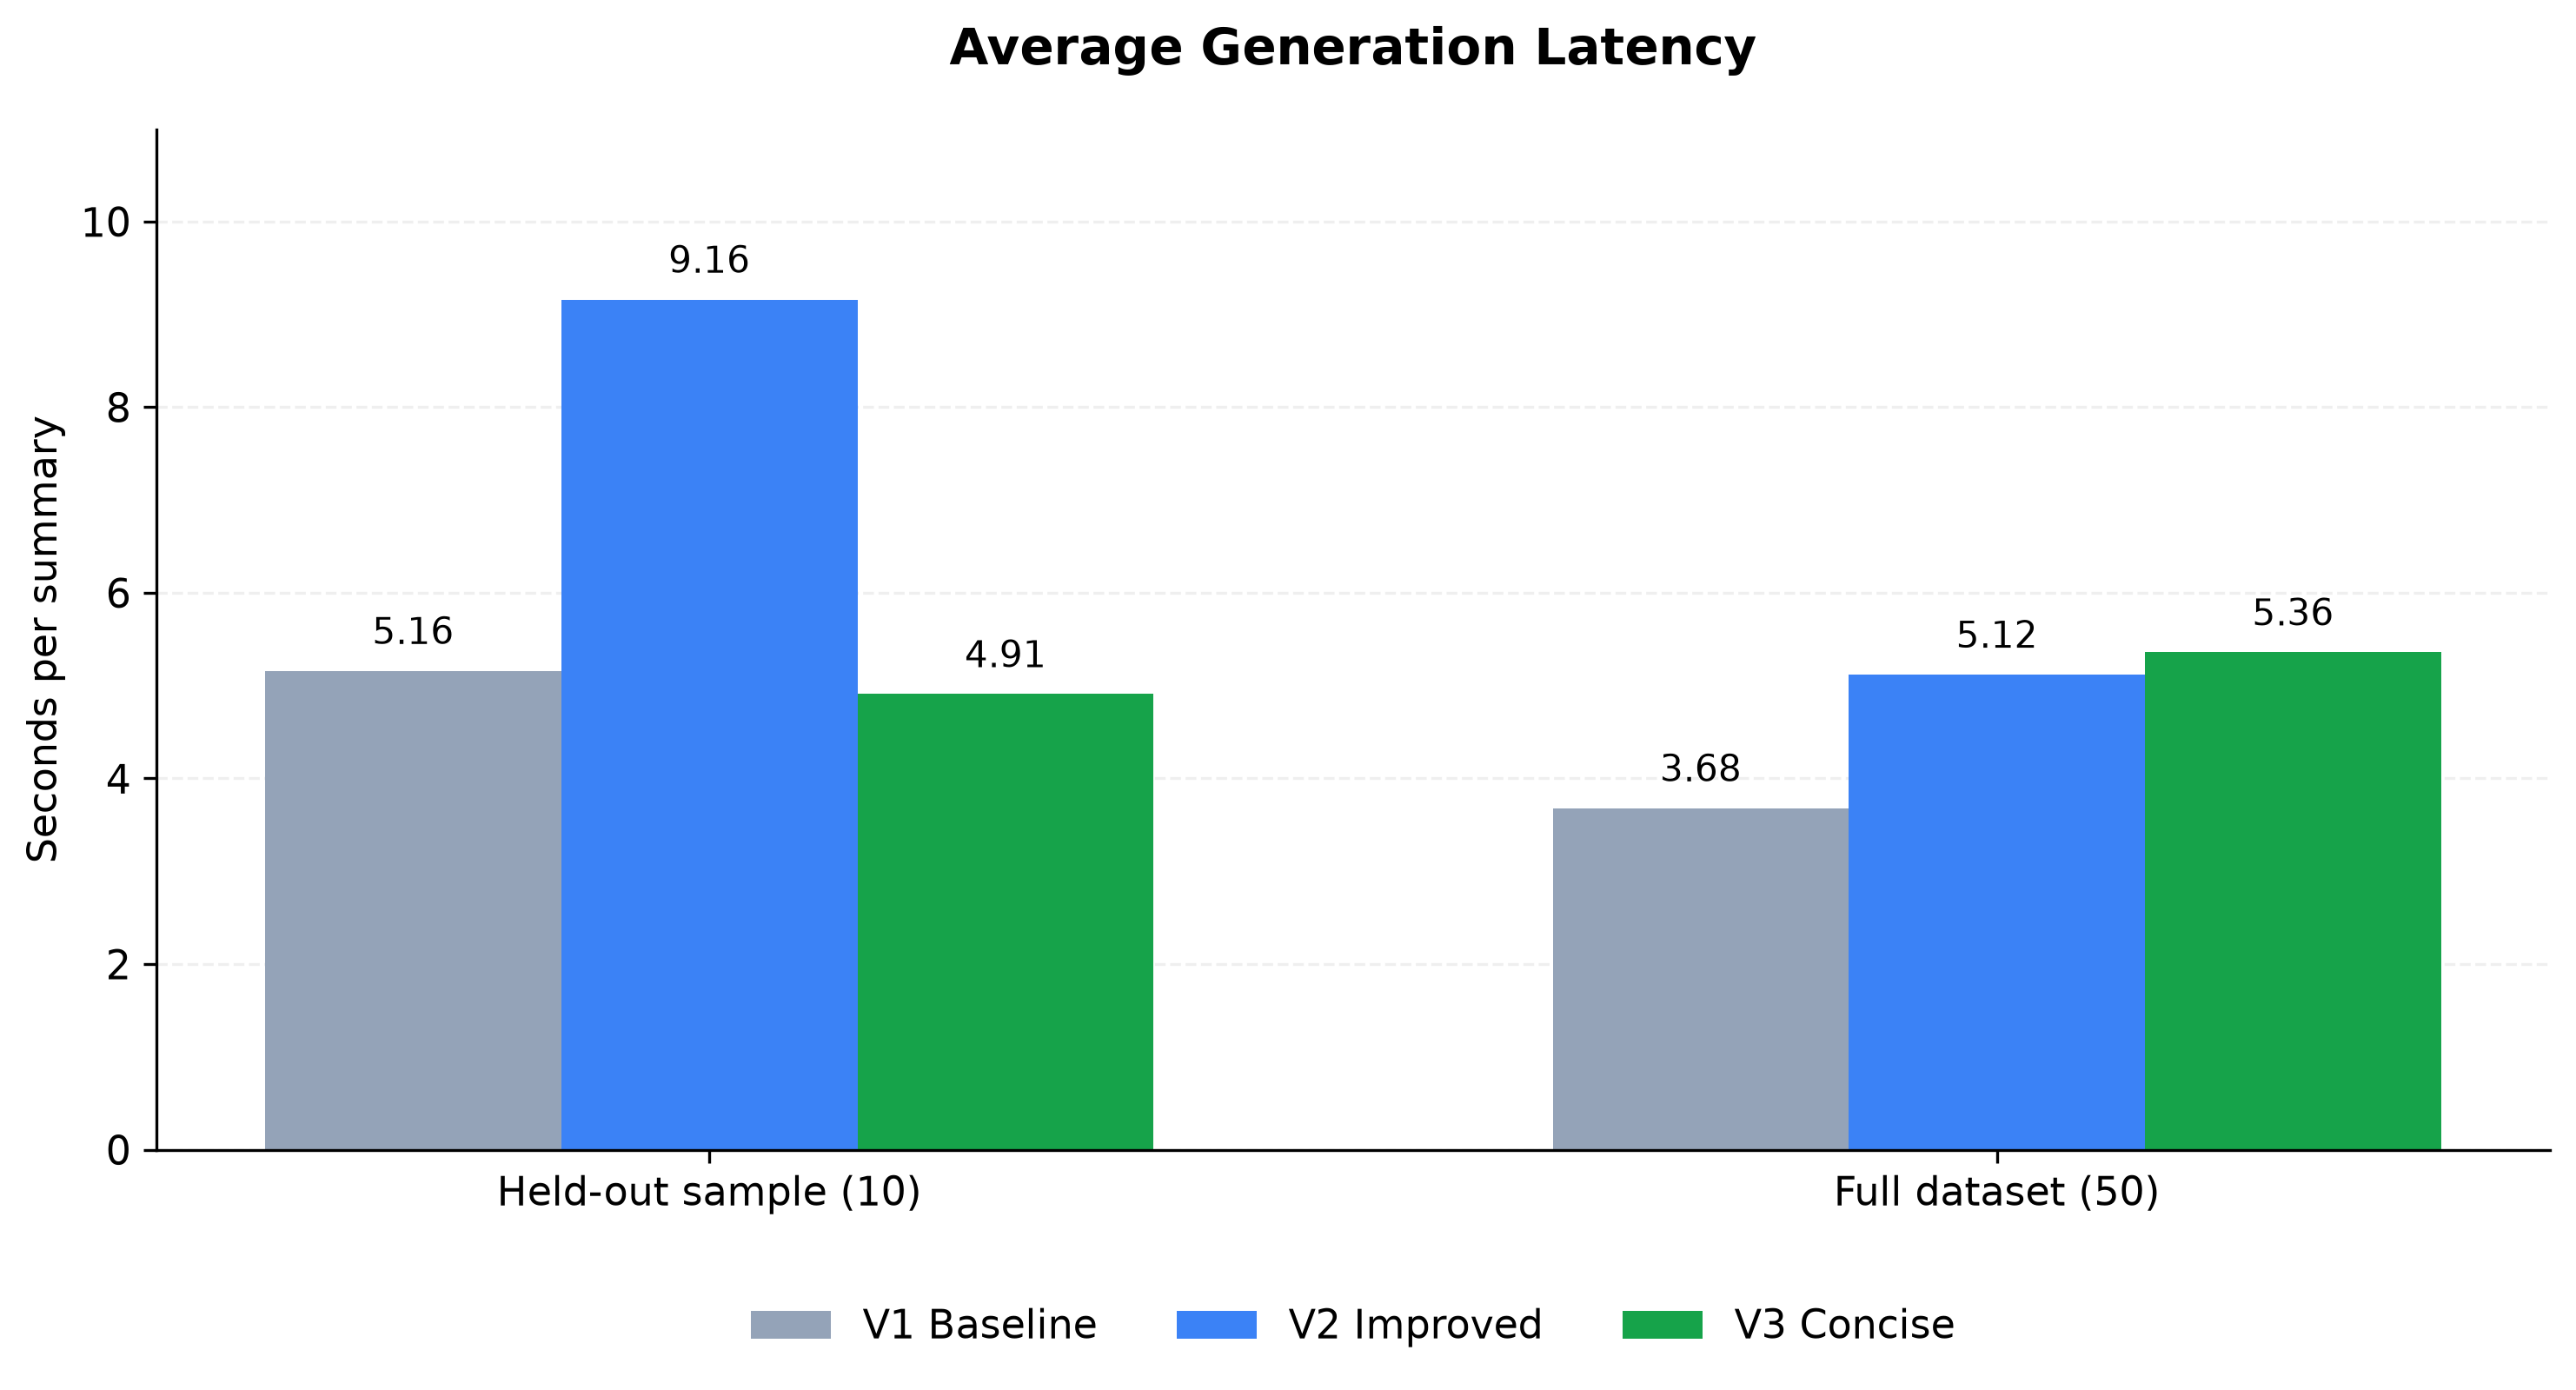 Average Generation Latency
Seconds per summary
10
8
6
4
2
0
5.16
9.16
4.91
3.68
5.12
5.36
Held-out sample (10)
Full dataset (50)
V1 Baseline
V2 Improved
V3 Concise